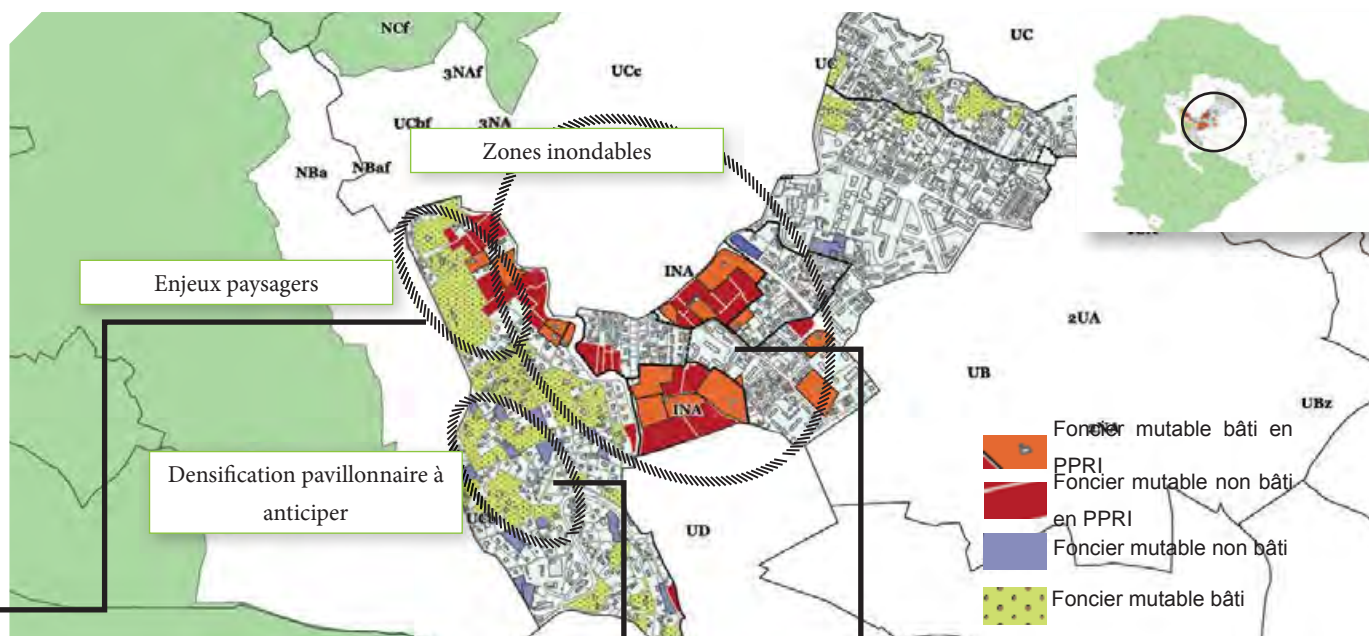 NCf
UC
3NAf
UCc
UC
UCbf
3NA
Zones inondables
NBa
NBaf
Enjeux paysagers
INA
2UA
UB
UBz
INA
Foncier mutable bâti en
PPRI
Foncier mutable non bâti
en PPRI
Densification pavillonnaire à
anticiper
UD
Foncier mutable non bâti
Foncier mutable bâti